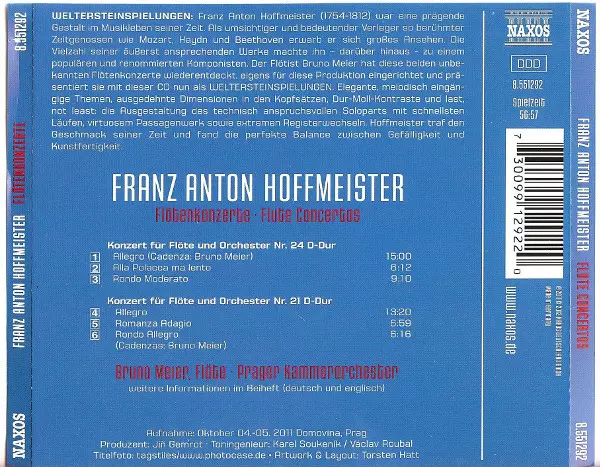 WELTERSTEINSPIELUNGEN: Franz Anton Hoffmeister (1754-1812) war eine prägende
Gestalt im Musikleben seiner Zeit. Als umsichtiger und bedeutender Verleger so berühmter
Zeitgenossen wie Mozart, Haydn und Beethoven erwarb er sich großes Ansehen. Die
Vielzahl seiner äußerst ansprechenden Werke machte ihn - darüber hinaus - zu einem
populären und renommierten Komponisten. Der Flötist Bruno Meier hat diese beiden unbe-
kannten Flötenkonzerte wiederentdeckt, eigens für diese Produktion eingerichtet und prä-
sentiert sie mit dieser CD nun als WELTERSTEINSPIELUNGEN. Elegante, melodisch eingän-
gige Themen, ausgedehnte Dimensionen in den Kopfsätzen, Dur-Moll-Kontraste und last,
not least: die Ausgestaltung des technisch anspruchsvollen Soloparts mit schnellsten
Läufen, virtuosem Passagenwerk sowie extremen Registerwechseln. Hoffmeister traf den
Geschmack seiner Zeit und fand die perfekte Balance zwischen Gefälligkeit und
Kunstfertigkeit.
FRANZ ANTON HOFFMEISTER
Flötenkonzerte · Flute Concertos
Konzert für Flöte und Orchester Nr. 24 D-Dur
1 Allegro (Cadenza: Bruno Meier) 15:00
2 Alla Polacca ma lento 6:12
3 Rondo Moderato 9:10
Konzert für Flöte und Orchester Nr. 21 D-Dur
4 Allegro 13:20
5 Romanza Adagio 6:59
6 Rondo Allegro 6:16
(Cadenzas: Bruno Meier)
Bruno Meier, Flöte · Prager Kammerorchester
weitere Informationen im Beiheft (deutsch und englisch)
Aufnahme: Oktober 04.-05. 2011 Domovina, Prag
Produzent: Jiri Gemrot · Toningenieur: Karel Soukeník / Václav Roubal
Titelfoto: tagstiles/www.photocase.de · Artwork & Layout: Torsten Hatt
NAXOS
DDD
8.551292
Spielzeit
56:57
7 30099 12922 0
www.naxos.de
8.551292
FRANZ ANTON HOFFMEISTER FLÖTENKONZERTE
NAXOS
NAXOS
FRANZ ANTON HOFFMEISTER FLUTE CONCERTOS
8.551292